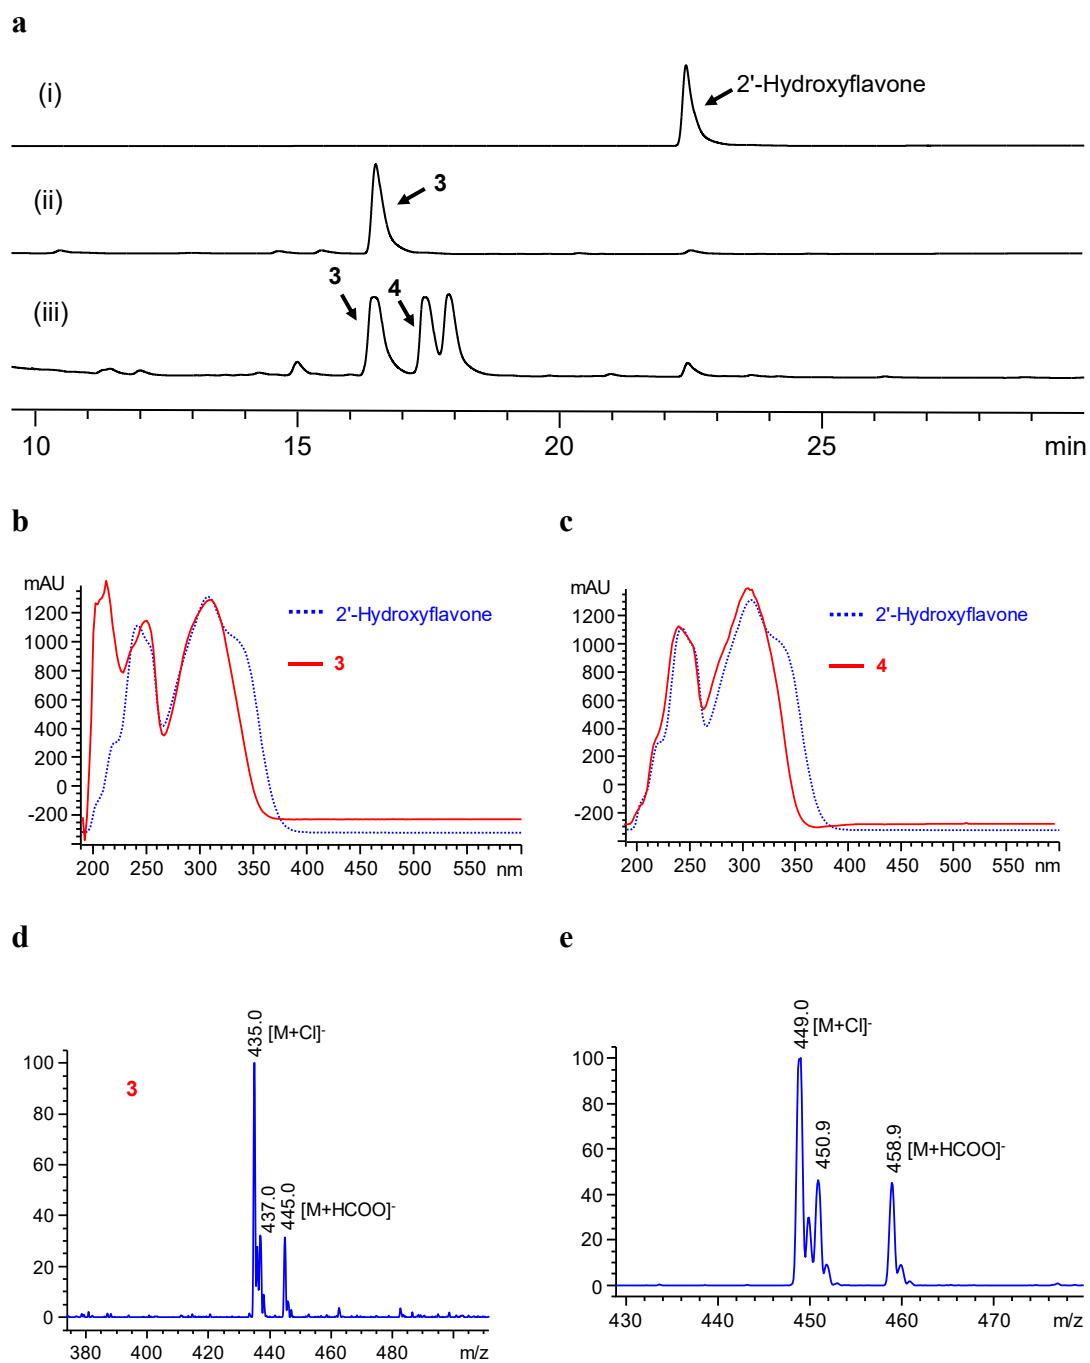 a
(i)
2'-Hydroxyflavone
(ii)
3
(iii)
3
4
10 15 20 25 min
b
c
mAU
1200
1000
800
600
400
200
0
-200
200 250 300 350 400 450 500 550 nm
2'-Hydroxyflavone
3
mAU
1200
1000
800
600
400
200
0
-200
200 250 300 350 400 450 500 550 nm
2'-Hydroxyflavone
4
d
e
100
80
60
40
20
0
380 400 420 440 460 m/z
3
435.0
[M+Cl]-
437.0
445.0
[M+HCOO]-
100
80
60
40
20
0
430 440 450 460 470 m/z
449.0
[M+Cl]-
450.9
458.9
[M+HCOO]-